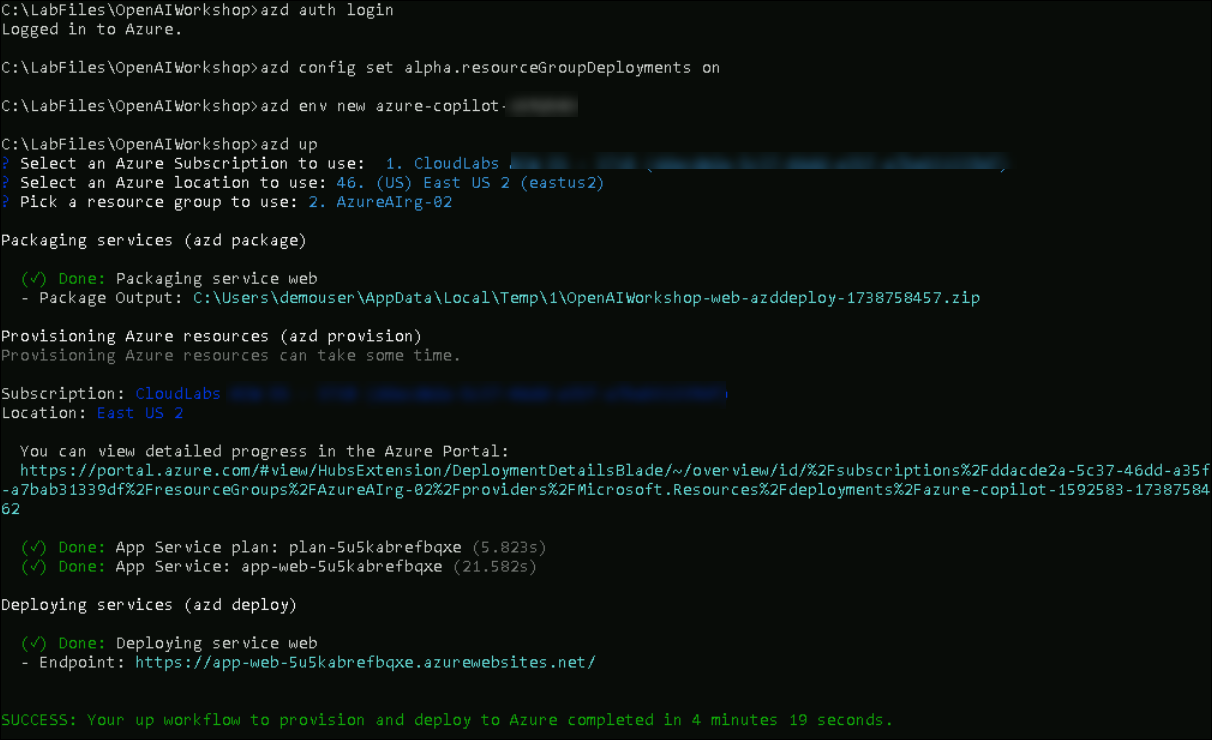 C:\LabFiles\OpenAIWorkshop>azd auth login
Logged in to Azure.
C:\LabFiles\OpenAIWorkshop>azd config set alpha.resourceGroupDeployments on
C:\LabFiles\OpenAIWorkshop>azd env new azure-copilot-
C:\LabFiles\OpenAIWorkshop>azd up
? Select an Azure Subscription to use:  1. CloudLabs
? Select an Azure location to use: 46. (US) East US 2 (eastus2)
? Pick a resource group to use: 2. AzureAIrg-02
Packaging services (azd package)
(✓) Done: Packaging service web
- Package Output: C:\Users\demouser\AppData\Local\Temp\1\OpenAIWorkshop-web-azddeploy-1738758457.zip
Provisioning Azure resources (azd provision)
Provisioning Azure resources can take some time.
Subscription: CloudLabs
Location: East US 2
You can view detailed progress in the Azure Portal:
https://portal.azure.com/#view/HubsExtension/DeploymentDetailsBlade/~/overview/id/%2Fsubscriptions%2Fddacde2a-5c37-46dd-a35f
-a7bab31339df%2FresourceGroups%2FAzureAIrg-02%2Fproviders%2FMicrosoft.Resources%2Fdeployments%2Fazure-copilot-1592583-17387584
62
(✓) Done: App Service plan: plan-5u5kabrefbqxe (5.823s)
(✓) Done: App Service: app-web-5u5kabrefbqxe (21.582s)
Deploying services (azd deploy)
(✓) Done: Deploying service web
- Endpoint: https://app-web-5u5kabrefbqxe.azurewebsites.net/
SUCCESS: Your up workflow to provision and deploy to Azure completed in 4 minutes 19 seconds.